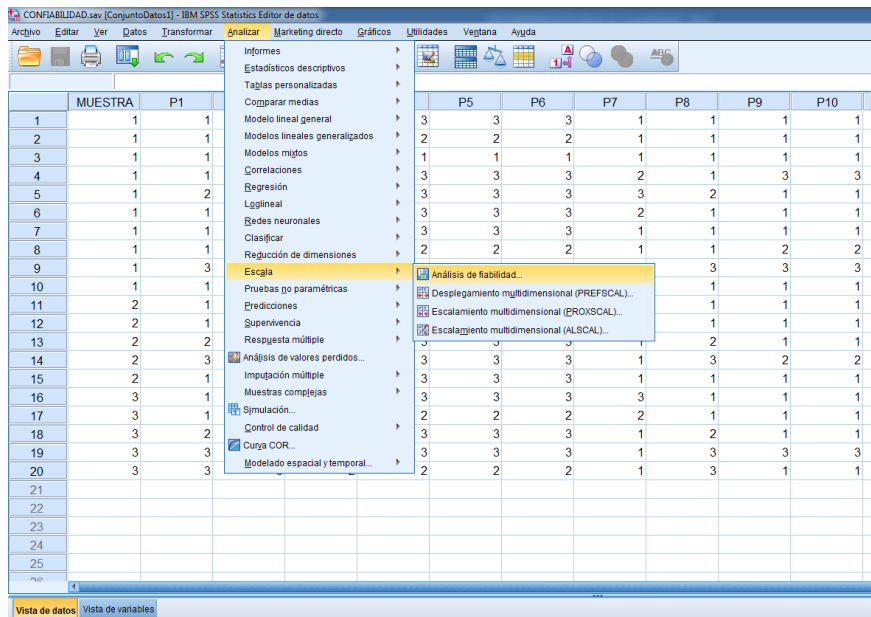 CONFIABILIDAD.sav [ConjuntoDatos1] - IBM SPSS Statistics Editor de datos
Archivo Editar Ver Datos Transformar Analizar Marketing directo Gráficos Utilidades Ventana Ayuda
Informes
Estadísticos descriptivos
Tablas personalizadas
Comparar medias
Modelo lineal general
Modelos lineales generalizados
Modelos mixtos
Correlaciones
Regresión
Loglineal
Redes neuronales
Clasificar
Reducción de dimensiones
Escala
Pruebas no paramétricas
Predicciones
Supervivencia
Respuesta múltiple
Análisis de valores perdidos...
Imputación múltiple
Muestras complejas
Simulación...
Control de calidad
Curva COR...
Modelado espacial y temporal...
Análisis de fiabilidad...
Desplegamiento multidimensional (PREFSCAL)...
Escalamiento multidimensional (PROXSCAL)...
Escalamiento multidimensional (ALSCAL)...
MUESTRA P1 P5 P6 P7 P8 P9 P10
1 1 1 3 3 3 1 1 1 1
2 1 1 2 2 2 1 1 1 1
3 1 1 1 1 1 1 1 1 1
4 1 1 3 3 3 2 1 3 3
5 1 2 3 3 3 3 2 1 1
6 1 1 3 3 3 2 1 1 1
7 1 1 3 3 3 1 1 1 1
8 1 1 2 2 2 1 1 2 2
9 1 3 3 3 3
10 1 1 1 1 1
11 2 1 1 1 1
12 2 1 1 1 1
13 2 2 2 1 1
14 2 3 3 3 3 1 3 2 2
15 2 1 3 3 3 1 1 1 1
16 3 1 3 3 3 3 1 1 1
17 3 1 2 2 2 2 1 1 1
18 3 2 3 3 3 1 2 1 1
19 3 3 3 3 3 1 3 3 3
20 3 3 2 2 2 1 3 1 1
21
22
23
24
25
Vista de datos Vista de variables